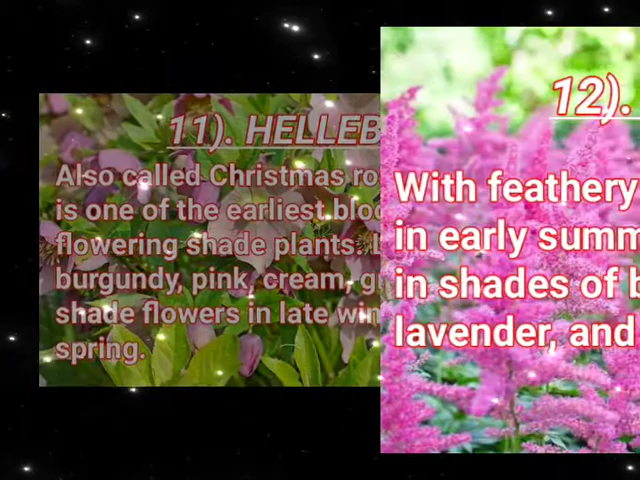 11). HELLEB
Also called Christmas ro
is one of the earliest bloo
flowering shade plants.
burgundy, pink, cream, g
shade flowers in late win
spring.
12).
With feathery
in early summ
in shades of b
lavender, and